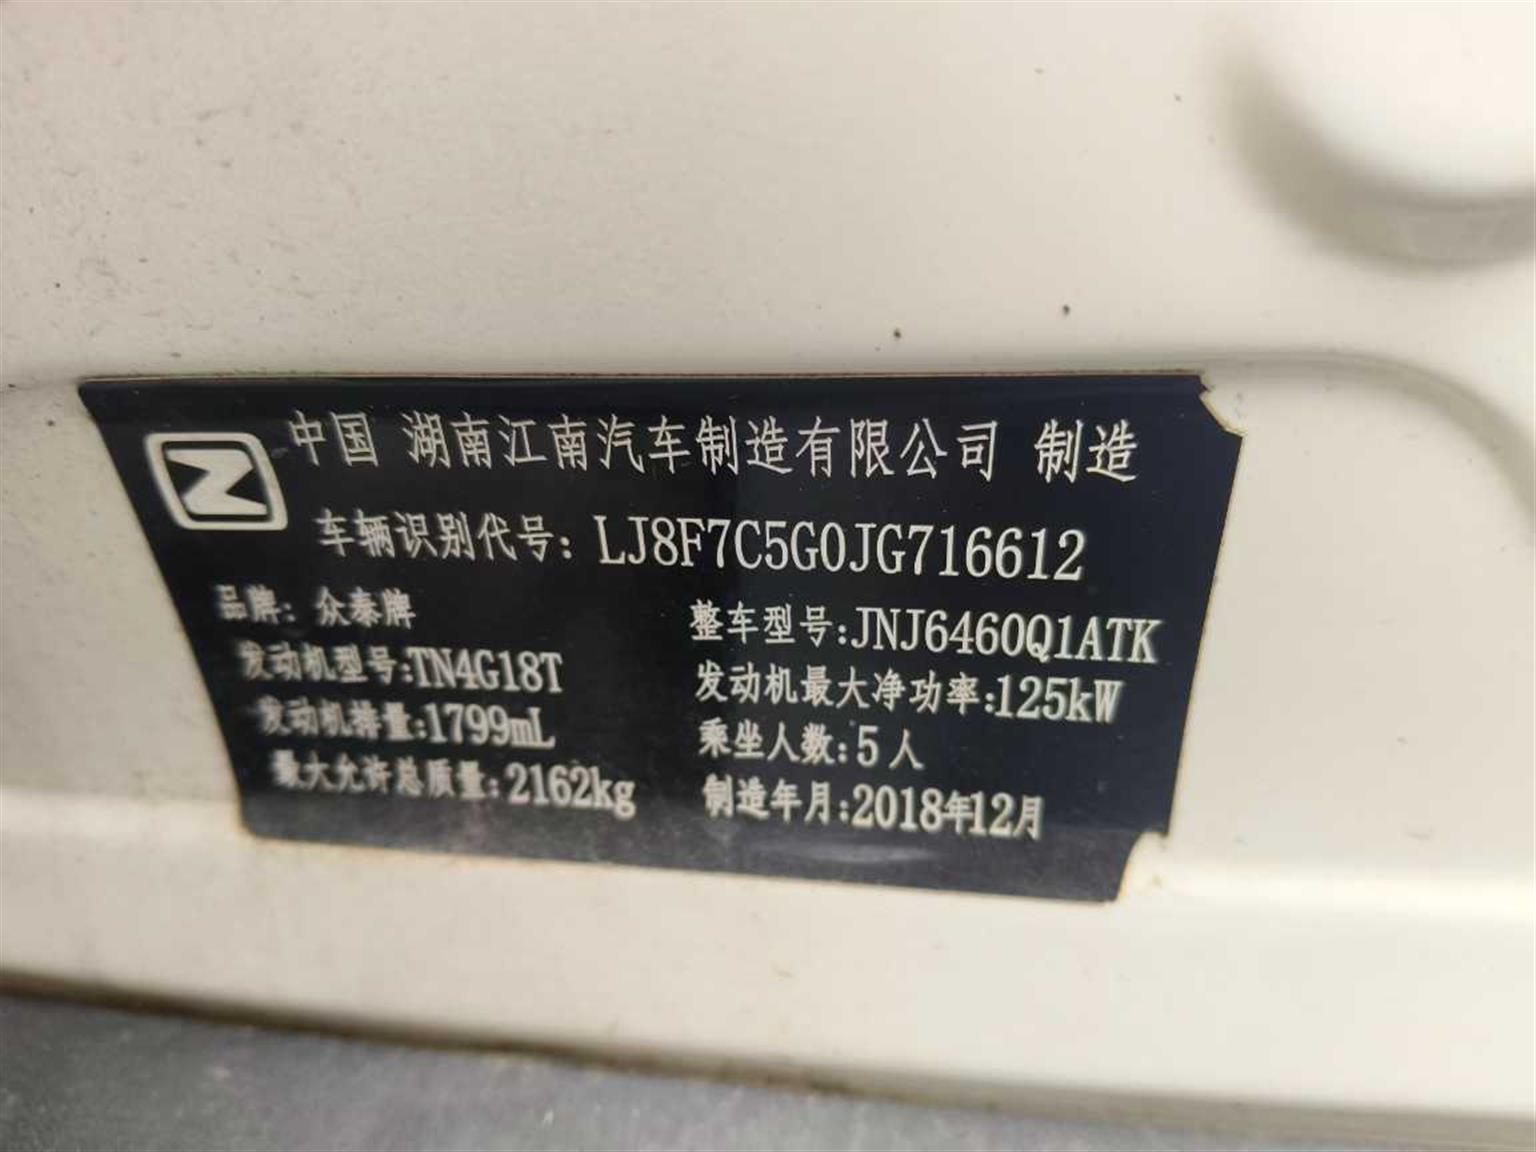 中国 湖南江南汽车制造有限公司 制造
车辆识别代号：LJ8F7C5G0JG716612
品牌：众泰牌 整车型号：JNJ6460Q1ATK
发动机型号：TN4G18T 发动机最大净功率：125kW
发动机排量：1799mL 乘坐人数：5人
最大允许总质量：2162kg 制造年月：2018年12月